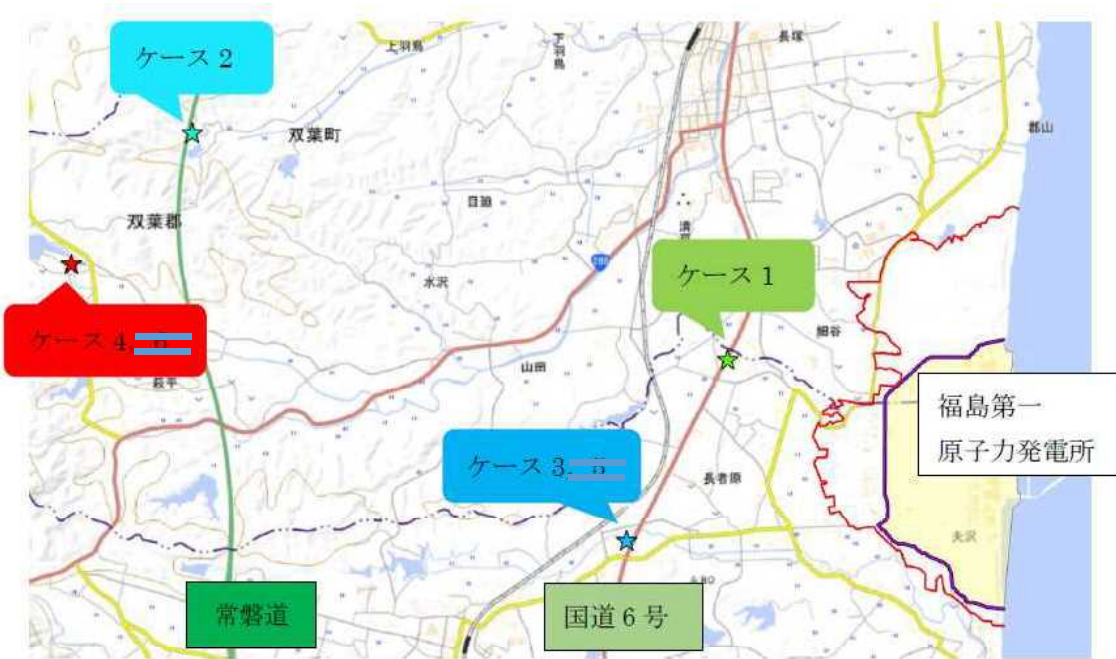 ケース 2
上羽鳥
下羽鳥
長塚
郡山
双葉町
目迫
双葉郡
水沢
288
ケース 1
細谷
ケース 4
山田
福島第一
原子力発電所
ケース 3
長者原
夫沢
常磐道
国道 6 号